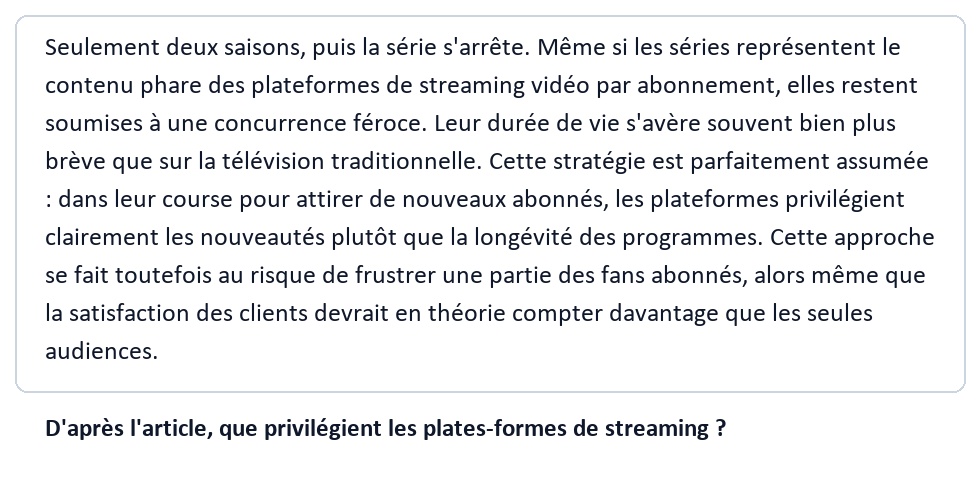 Seulement deux saisons, puis la série s'arrête. Même si les séries représentent le
contenu phare des plateformes de streaming vidéo par abonnement, elles restent
soumises à une concurrence féroce. Leur durée de vie s'avère souvent bien plus
brève que sur la télévision traditionnelle. Cette stratégie est parfaitement assumée
: dans leur course pour attirer de nouveaux abonnés, les plateformes privilégient
clairement les nouveautés plutôt que la longévité des programmes. Cette approche
se fait toutefois au risque de frustrer une partie des fans abonnés, alors même que
la satisfaction des clients devrait en théorie compter davantage que les seules
audiences.
D'après l'article, que privilégient les plates-formes de streaming ?